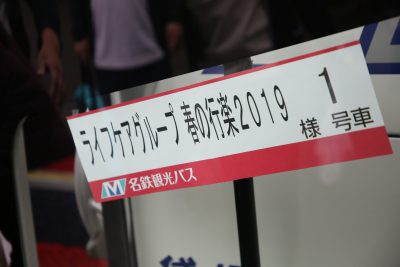 ライフケアグループ 春の行楽2019 1
様 号車
名鉄観光バス